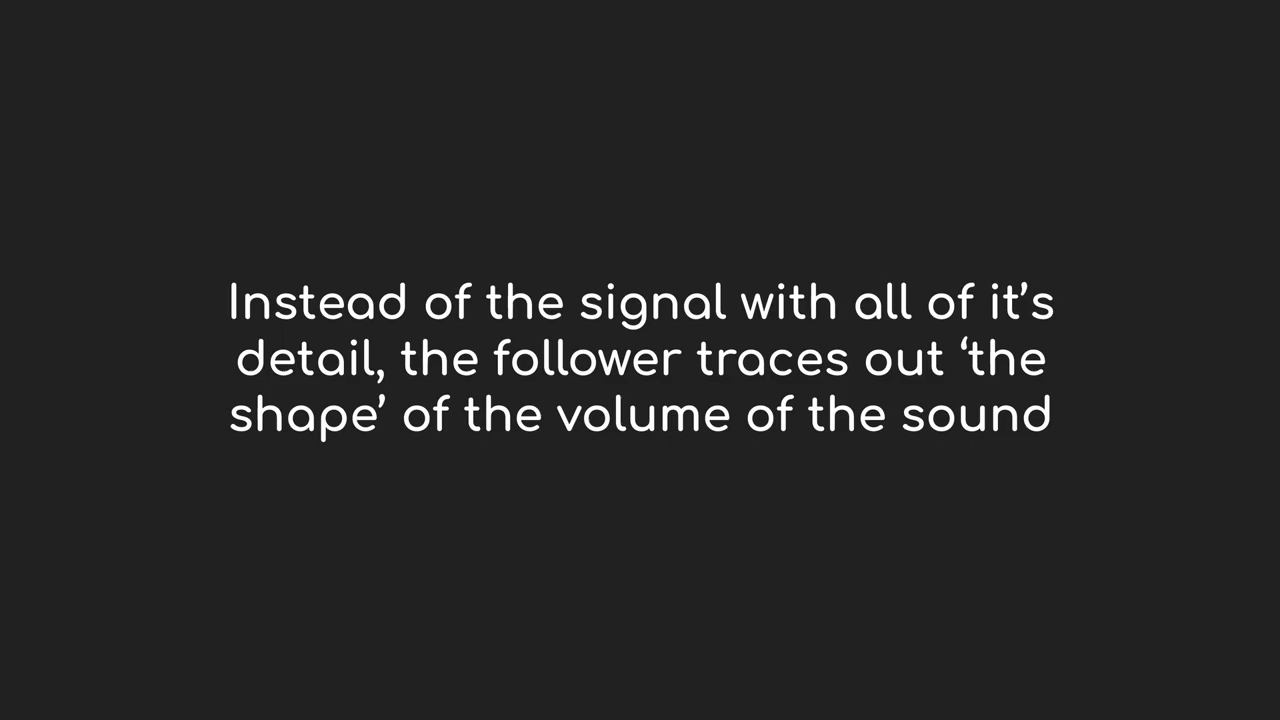 Instead of the signal with all of it’s
detail, the follower traces out ‘the
shape’ of the volume of the sound